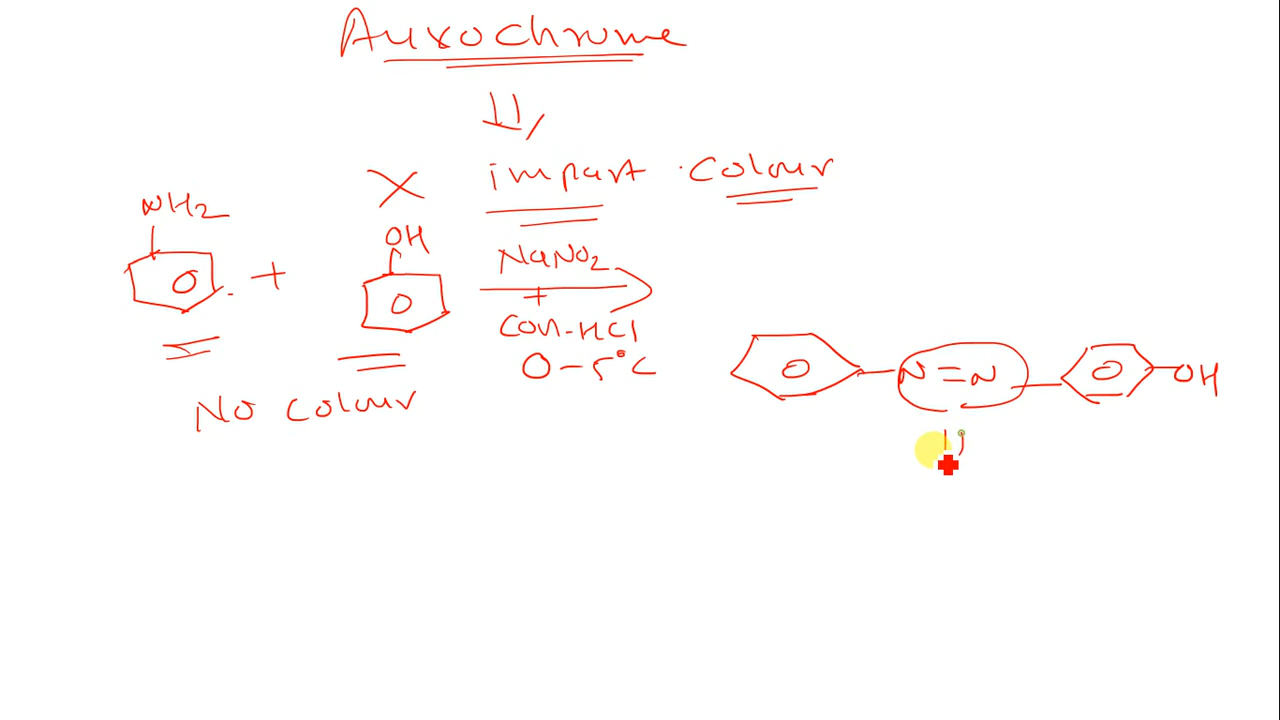 Auxochrome
X impart colour
NH2
OH
NaNO2
+
+
Con-HCl
0-5°C
N=N
OH
No colour